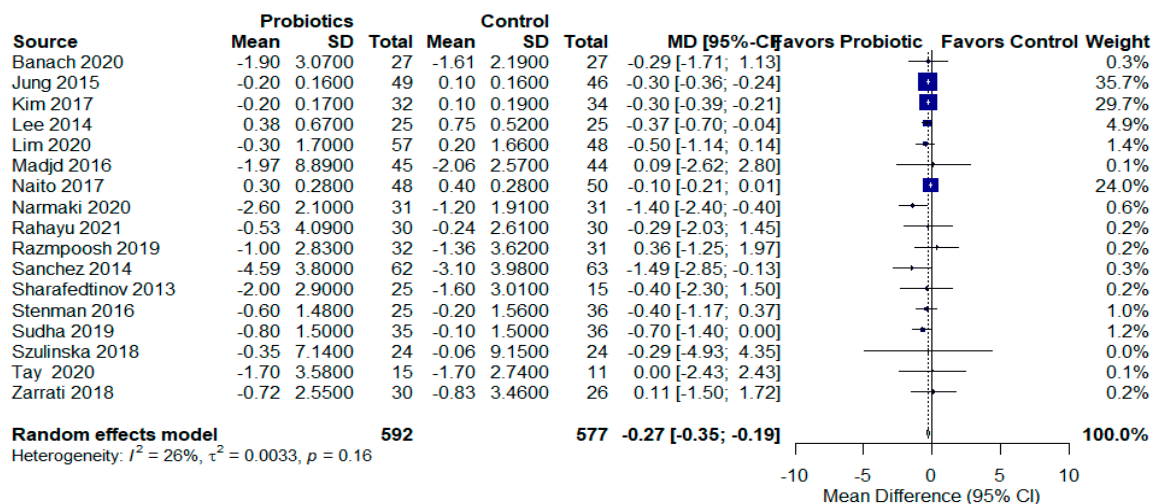 Probiotics Control
Source Mean SD Total Mean SD Total MD [95%-CI] Favors Probiotic Favors Control Weight
Banach 2020 -1.90 3.0700 27 -1.61 2.1900 27 -0.29 [-1.71; 1.13] 0.3%
Jung 2015 -0.20 0.1600 49 0.10 0.1600 46 -0.30 [-0.36; -0.24] 35.7%
Kim 2017 -0.20 0.1700 32 0.10 0.1900 34 -0.30 [-0.39; -0.21] 29.7%
Lee 2014 0.38 0.6700 25 0.75 0.5200 25 -0.37 [-0.70; -0.04] 4.9%
Lim 2020 -0.30 1.7000 57 0.20 1.6600 48 -0.50 [-1.14; 0.14] 1.4%
Madjd 2016 -1.97 8.8900 45 -2.06 2.5700 44 0.09 [-2.62; 2.80] 0.1%
Naito 2017 0.30 0.2800 48 0.40 0.2800 50 -0.10 [-0.21; 0.01] 24.0%
Narmaki 2020 -2.60 2.1000 31 -1.20 1.9100 31 -1.40 [-2.40; -0.40] 0.6%
Rahayu 2021 -0.53 4.0900 30 -0.24 2.6100 30 -0.29 [-2.03; 1.45] 0.2%
Razmpoosh 2019 -1.00 2.8300 32 -1.36 3.6200 31 0.36 [-1.25; 1.97] 0.2%
Sanchez 2014 -4.59 3.8000 62 -3.10 3.9800 63 -1.49 [-2.85; -0.13] 0.3%
Sharafedtinov 2013 -2.00 2.9000 25 -1.60 3.0100 15 -0.40 [-2.30; 1.50] 0.2%
Stenman 2016 -0.60 1.4800 25 -0.20 1.5600 36 -0.40 [-1.17; 0.37] 1.0%
Sudha 2019 -0.80 1.5000 35 -0.10 1.5000 36 -0.70 [-1.40; 0.00] 1.2%
Szulinska 2018 -0.35 7.1400 24 -0.06 9.1500 24 -0.29 [-4.93; 4.35] 0.0%
Tay 2020 -1.70 3.5800 15 -1.70 2.7400 11 0.00 [-2.43; 2.43] 0.1%
Zarrati 2018 -0.72 2.5500 30 -0.83 3.4600 26 0.11 [-1.50; 1.72] 0.2%
Random effects model 592 577 -0.27 [-0.35; -0.19] 100.0%
Heterogeneity: I² = 26%, τ² = 0.0033, p = 0.16
-10 -5 0 5 10
Mean Difference (95% CI)